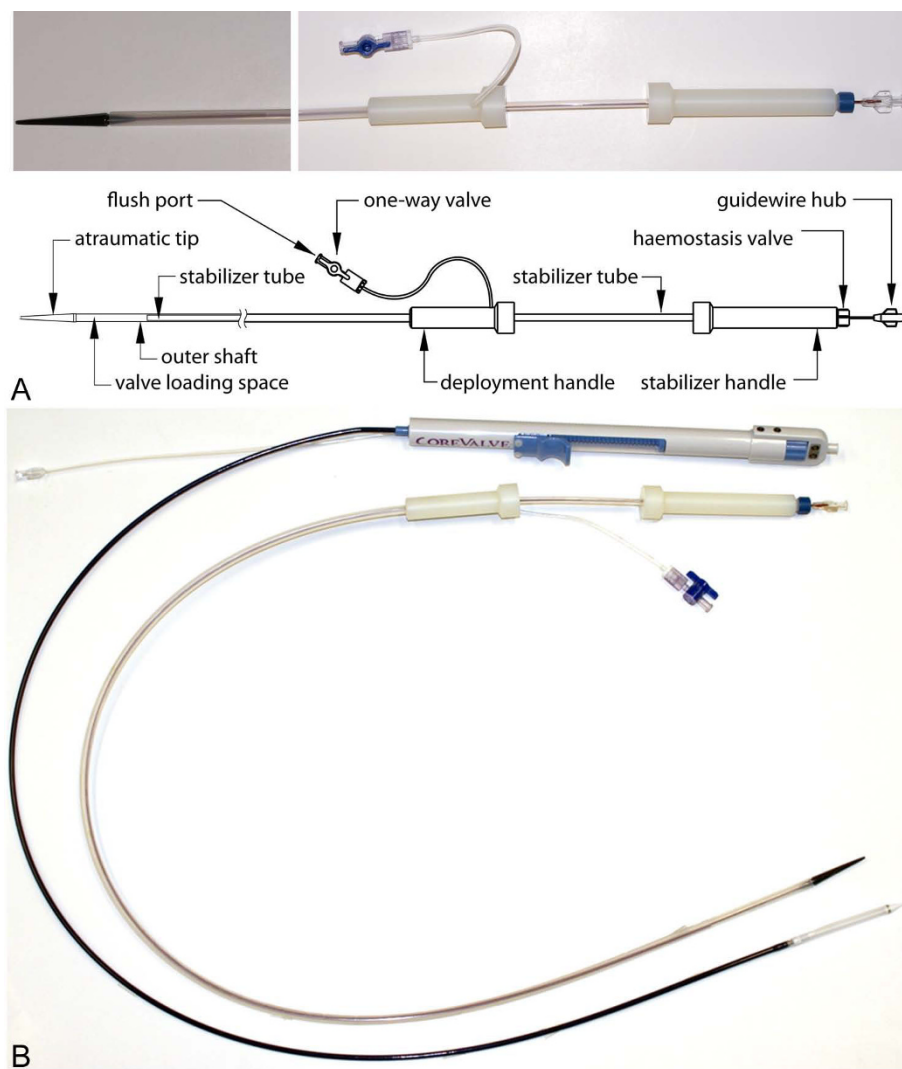 flush port
one-way valve
guidewire hub
atraumatic tip
haemostasis valve
stabilizer tube
stabilizer tube
outer shaft
valve loading space
deployment handle
stabilizer handle
A
COREVALVE
B